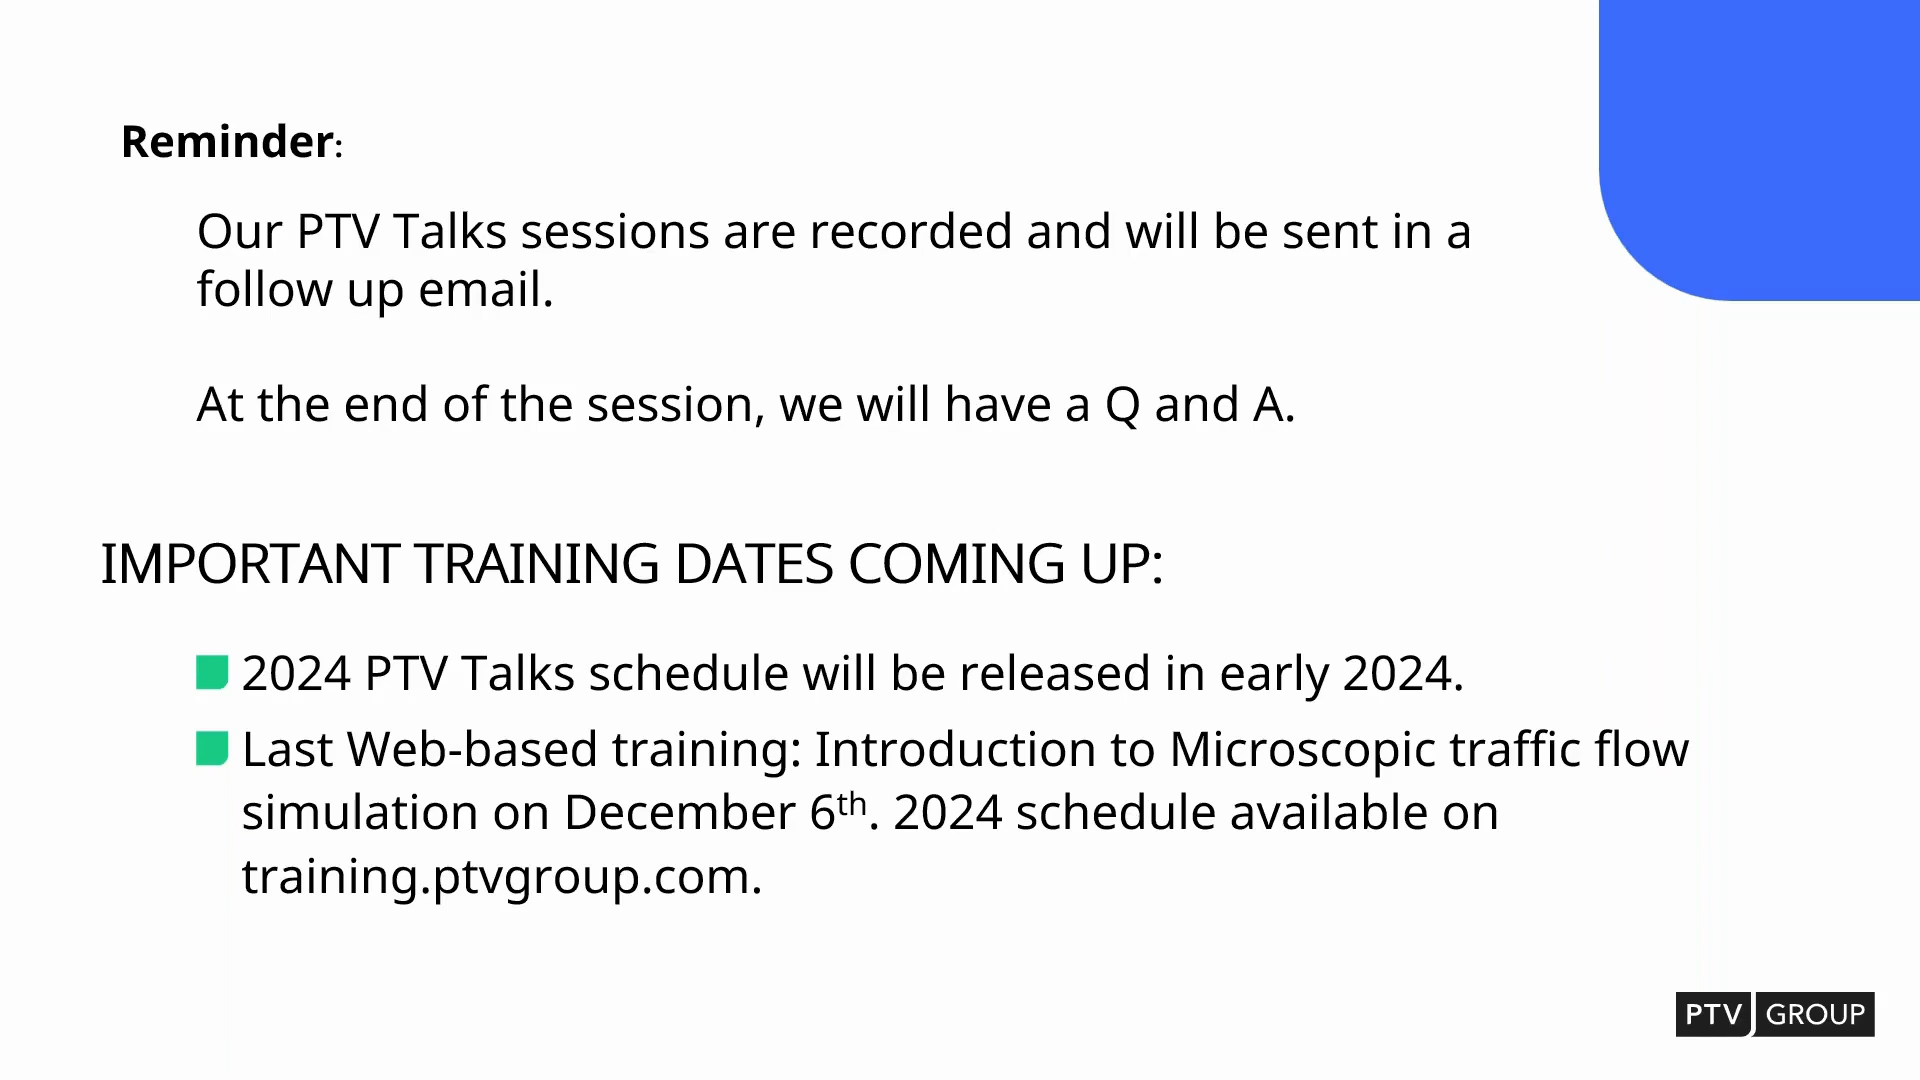 Reminder:
Our PTV Talks sessions are recorded and will be sent in a
follow up email.
At the end of the session, we will have a Q and A.
IMPORTANT TRAINING DATES COMING UP:
2024 PTV Talks schedule will be released in early 2024.
Last Web-based training: Introduction to Microscopic traffic flow
simulation on December 6th. 2024 schedule available on
training.ptvgroup.com.
PTV GROUP